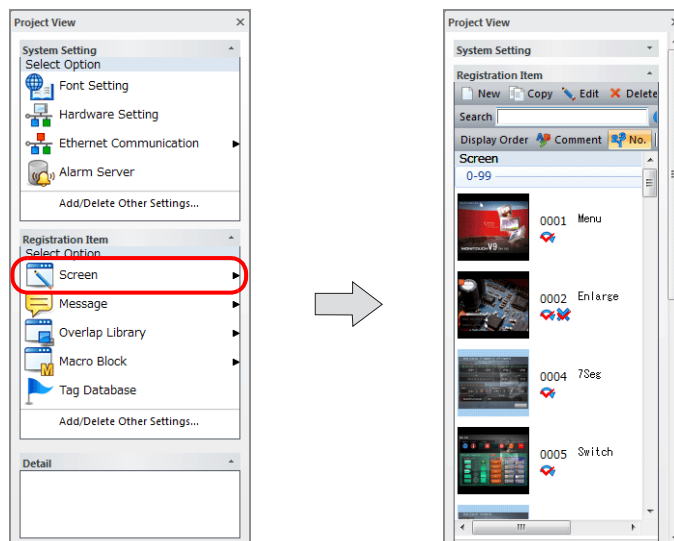 Project View
System Setting
Select Option
Font Setting
Hardware Setting
Ethernet Communication
Alarm Server
Add/Delete Other Settings...
Registration Item
Select Option
Screen
Message
Overlap Library
Macro Block
Tag Database
Add/Delete Other Settings...
Detail
Project View
System Setting
Registration Item
New Copy Edit Delete
Search
Display Order Comment No.
Screen
0-99
0001 Menu
0002 Enlarge
0004 7Seg
0005 Switch